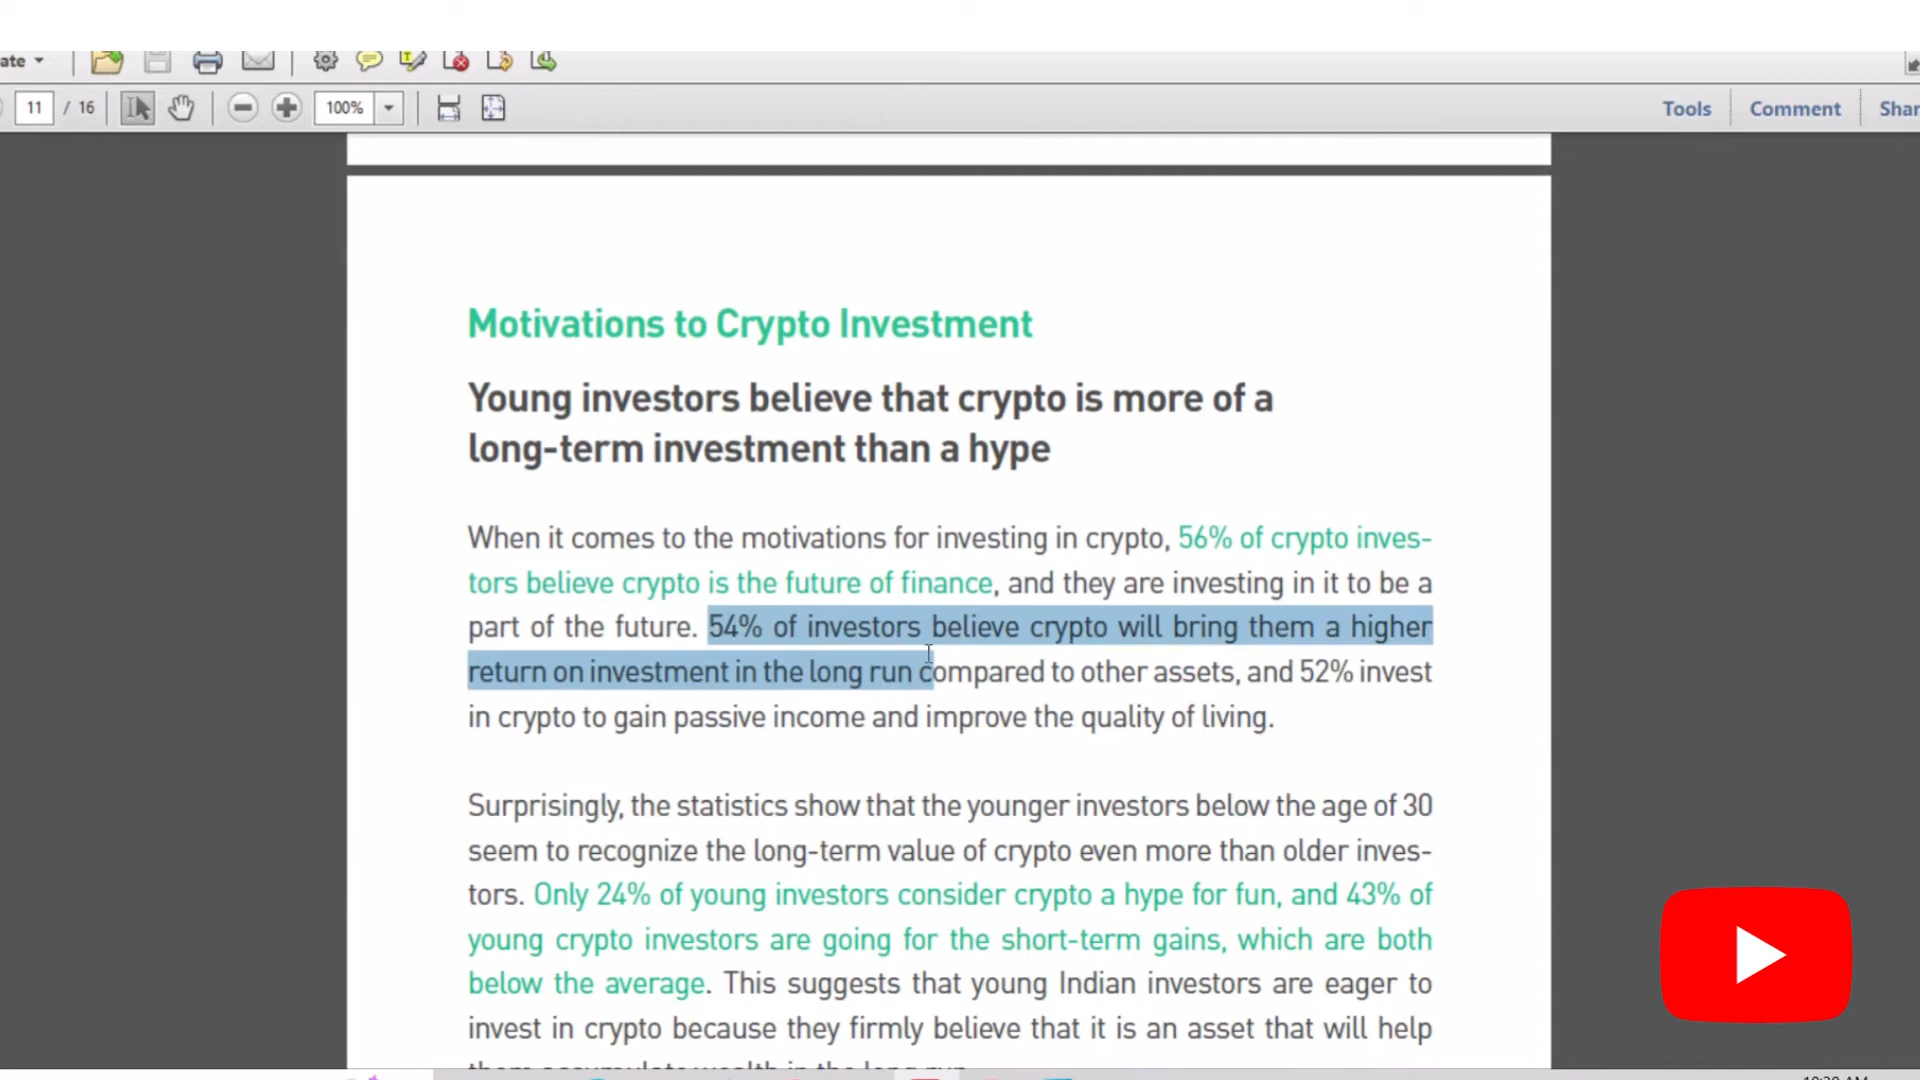 ate
11 / 16 100% Tools Comment Shar
Motivations to Crypto Investment
Young investors believe that crypto is more of a
long-term investment than a hype
When it comes to the motivations for investing in crypto, 56% of crypto inves-
tors believe crypto is the future of finance, and they are investing in it to be a
part of the future. 54% of investors believe crypto will bring them a higher
return on investment in the long run compared to other assets, and 52% invest
in crypto to gain passive income and improve the quality of living.
Surprisingly, the statistics show that the younger investors below the age of 30
seem to recognize the long-term value of crypto even more than older inves-
tors. Only 24% of young investors consider crypto a hype for fun, and 43% of
young crypto investors are going for the short-term gains, which are both
below the average. This suggests that young Indian investors are eager to
invest in crypto because they firmly believe that it is an asset that will help
them accumulate wealth in the long run